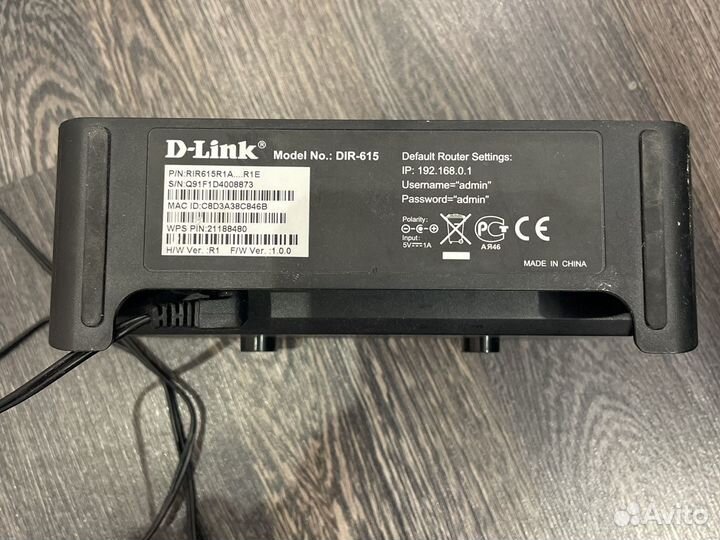 D-Link® Model No.: DIR-615
P/N:RIR615R1A....R1E
S/N:Q91F1D4008873
MAC ID:C8D3A38C846B
WPS PIN:21188480
H/W Ver. :R1 F/W Ver. :1.0.0
Default Router Settings:
IP: 192.168.0.1
Username="admin"
Password="admin"
Polarity:
Input:
5V⎓1A
АЯ46
CE
MADE IN CHINA
Avito